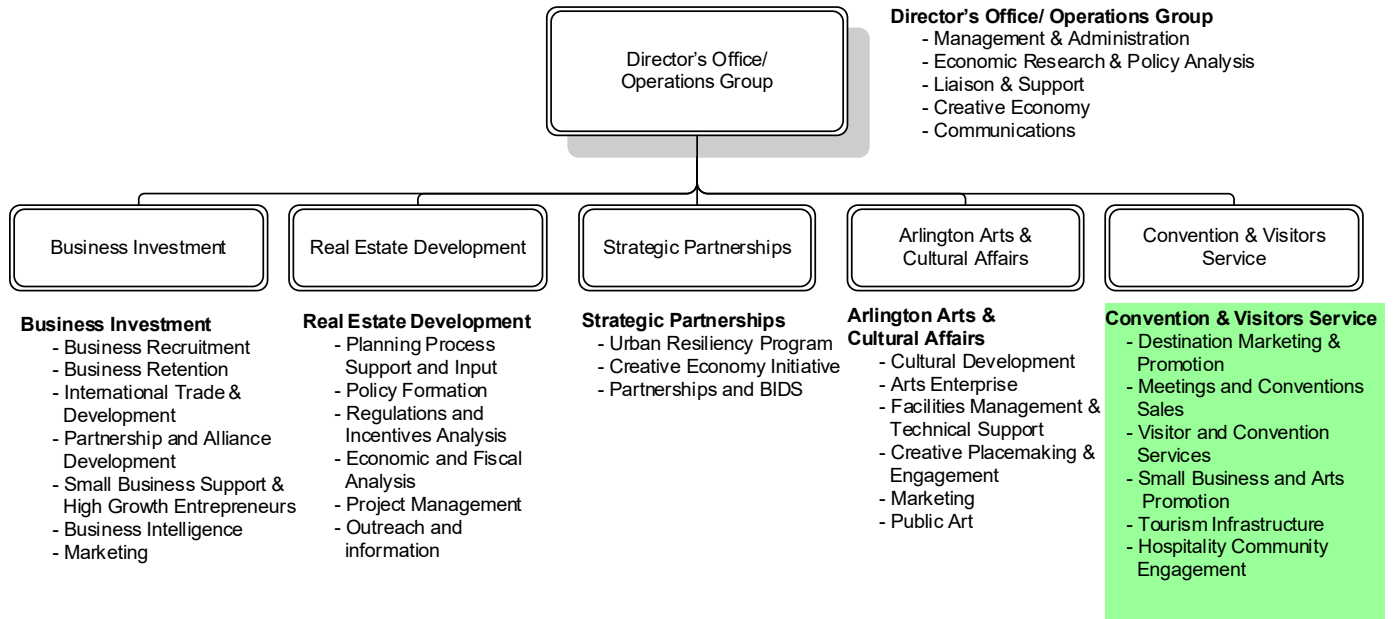 Director's Office/
Operations Group
Director's Office/ Operations Group
- Management & Administration
- Economic Research & Policy Analysis
- Liaison & Support
- Creative Economy
- Communications
Business Investment
Real Estate Development
Strategic Partnerships
Arlington Arts &
Cultural Affairs
Convention & Visitors
Service
Business Investment
- Business Recruitment
- Business Retention
- International Trade &
Development
- Partnership and Alliance
Development
- Small Business Support &
High Growth Entrepreneurs
- Business Intelligence
- Marketing
Real Estate Development
- Planning Process
Support and Input
- Policy Formation
- Regulations and
Incentives Analysis
- Economic and Fiscal
Analysis
- Project Management
- Outreach and
information
Strategic Partnerships
- Urban Resiliency Program
- Creative Economy Initiative
- Partnerships and BIDS
Arlington Arts &
Cultural Affairs
- Cultural Development
- Arts Enterprise
- Facilities Management &
Technical Support
- Creative Placemaking &
Engagement
- Marketing
- Public Art
Convention & Visitors Service
- Destination Marketing &
Promotion
- Meetings and Conventions
Sales
- Visitor and Convention
Services
- Small Business and Arts
Promotion
- Tourism Infrastructure
- Hospitality Community
Engagement